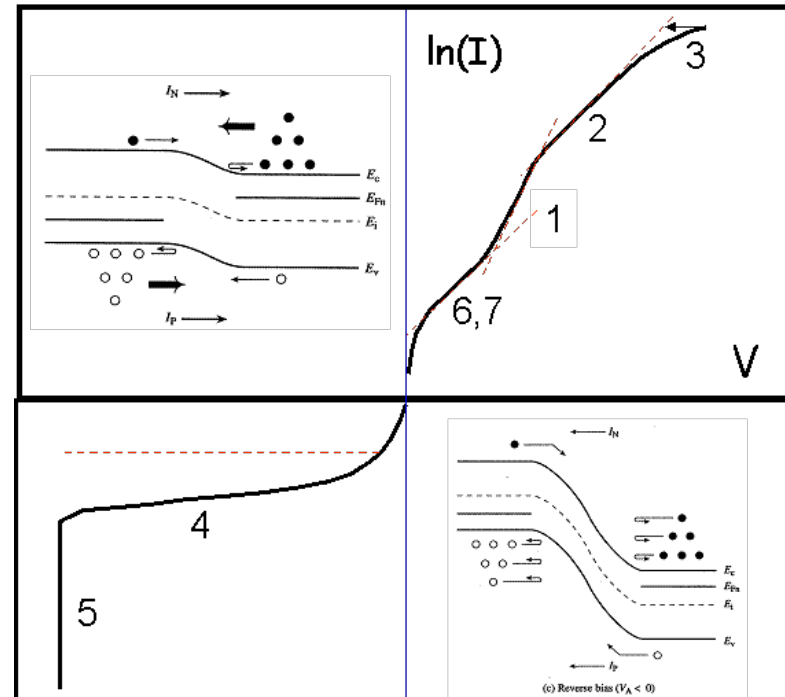 ln(I)
3
2
1
6,7
V
I_N
E_c
E_Fn
E_i
E_v
I_P
4
5
I_N
E_c
E_Fn
E_i
E_v
I_P
(c) Reverse bias (V_A < 0)